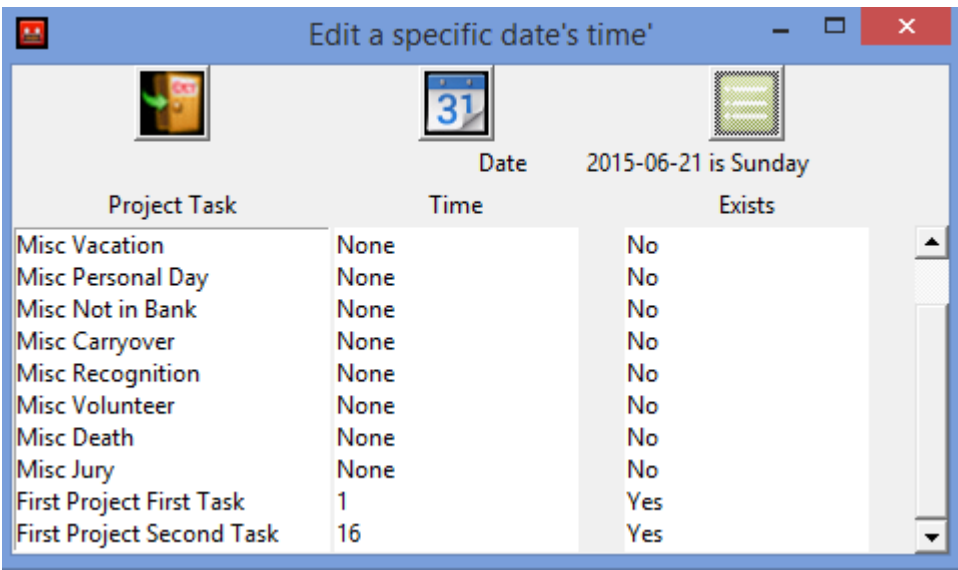 Edit a specific date's time'
EXIT
31
Date 2015-06-21 is Sunday
Project Task Time Exists
Misc Vacation None No
Misc Personal Day None No
Misc Not in Bank None No
Misc Carryover None No
Misc Recognition None No
Misc Volunteer None No
Misc Death None No
Misc Jury None No
First Project First Task 1 Yes
First Project Second Task 16 Yes